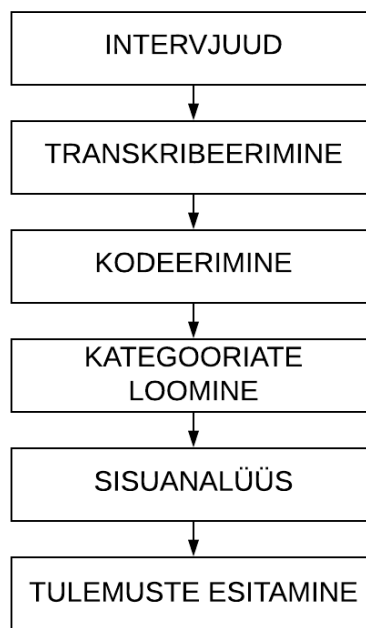 INTERVJUUD
TRANSKRIBEERIMINE
KODEERIMINE
KATEGOORIATE
LOOMINE
SISUANALÜÜS
TULEMUSTE ESITAMINE